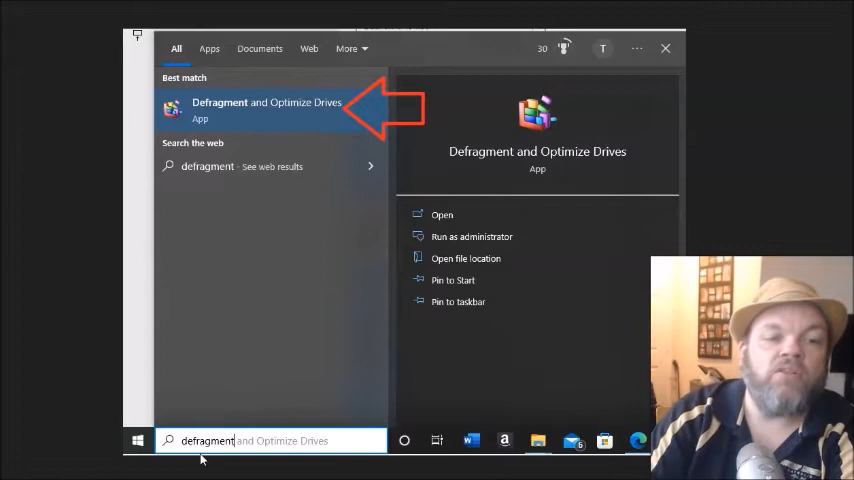 All Apps Documents Web More 30 T
Best match
Defragment and Optimize Drives
App
Search the web
defragment - See web results
Defragment and Optimize Drives
App
Open
Run as administrator
Open file location
Pin to Start
Pin to taskbar
defragment and Optimize Drives
W a 6